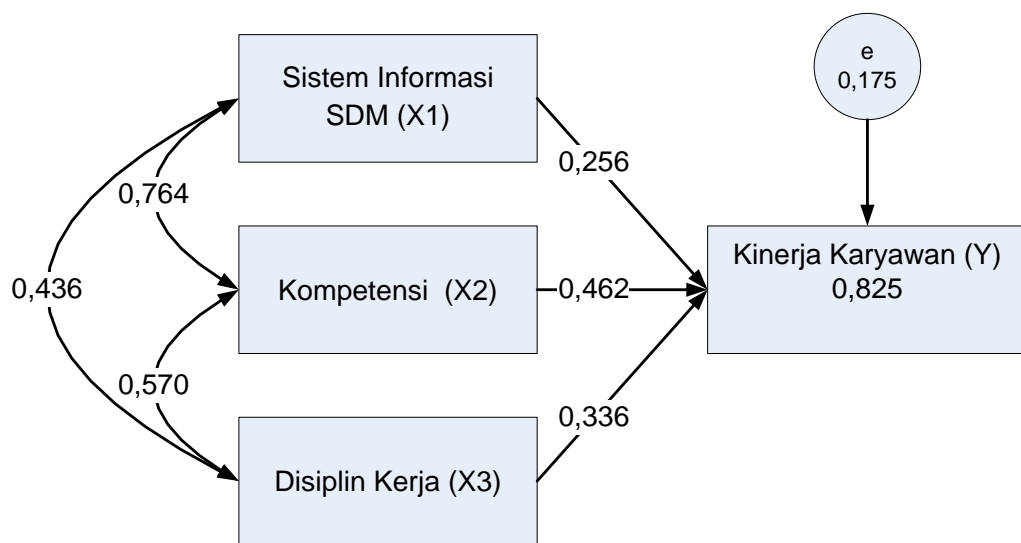 e
0,175
Sistem Informasi
SDM (X1)
0,256
0,764
Kinerja Karyawan (Y)
0,825
0,436
Kompetensi (X2)
0,462
0,570
0,336
Disiplin Kerja (X3)